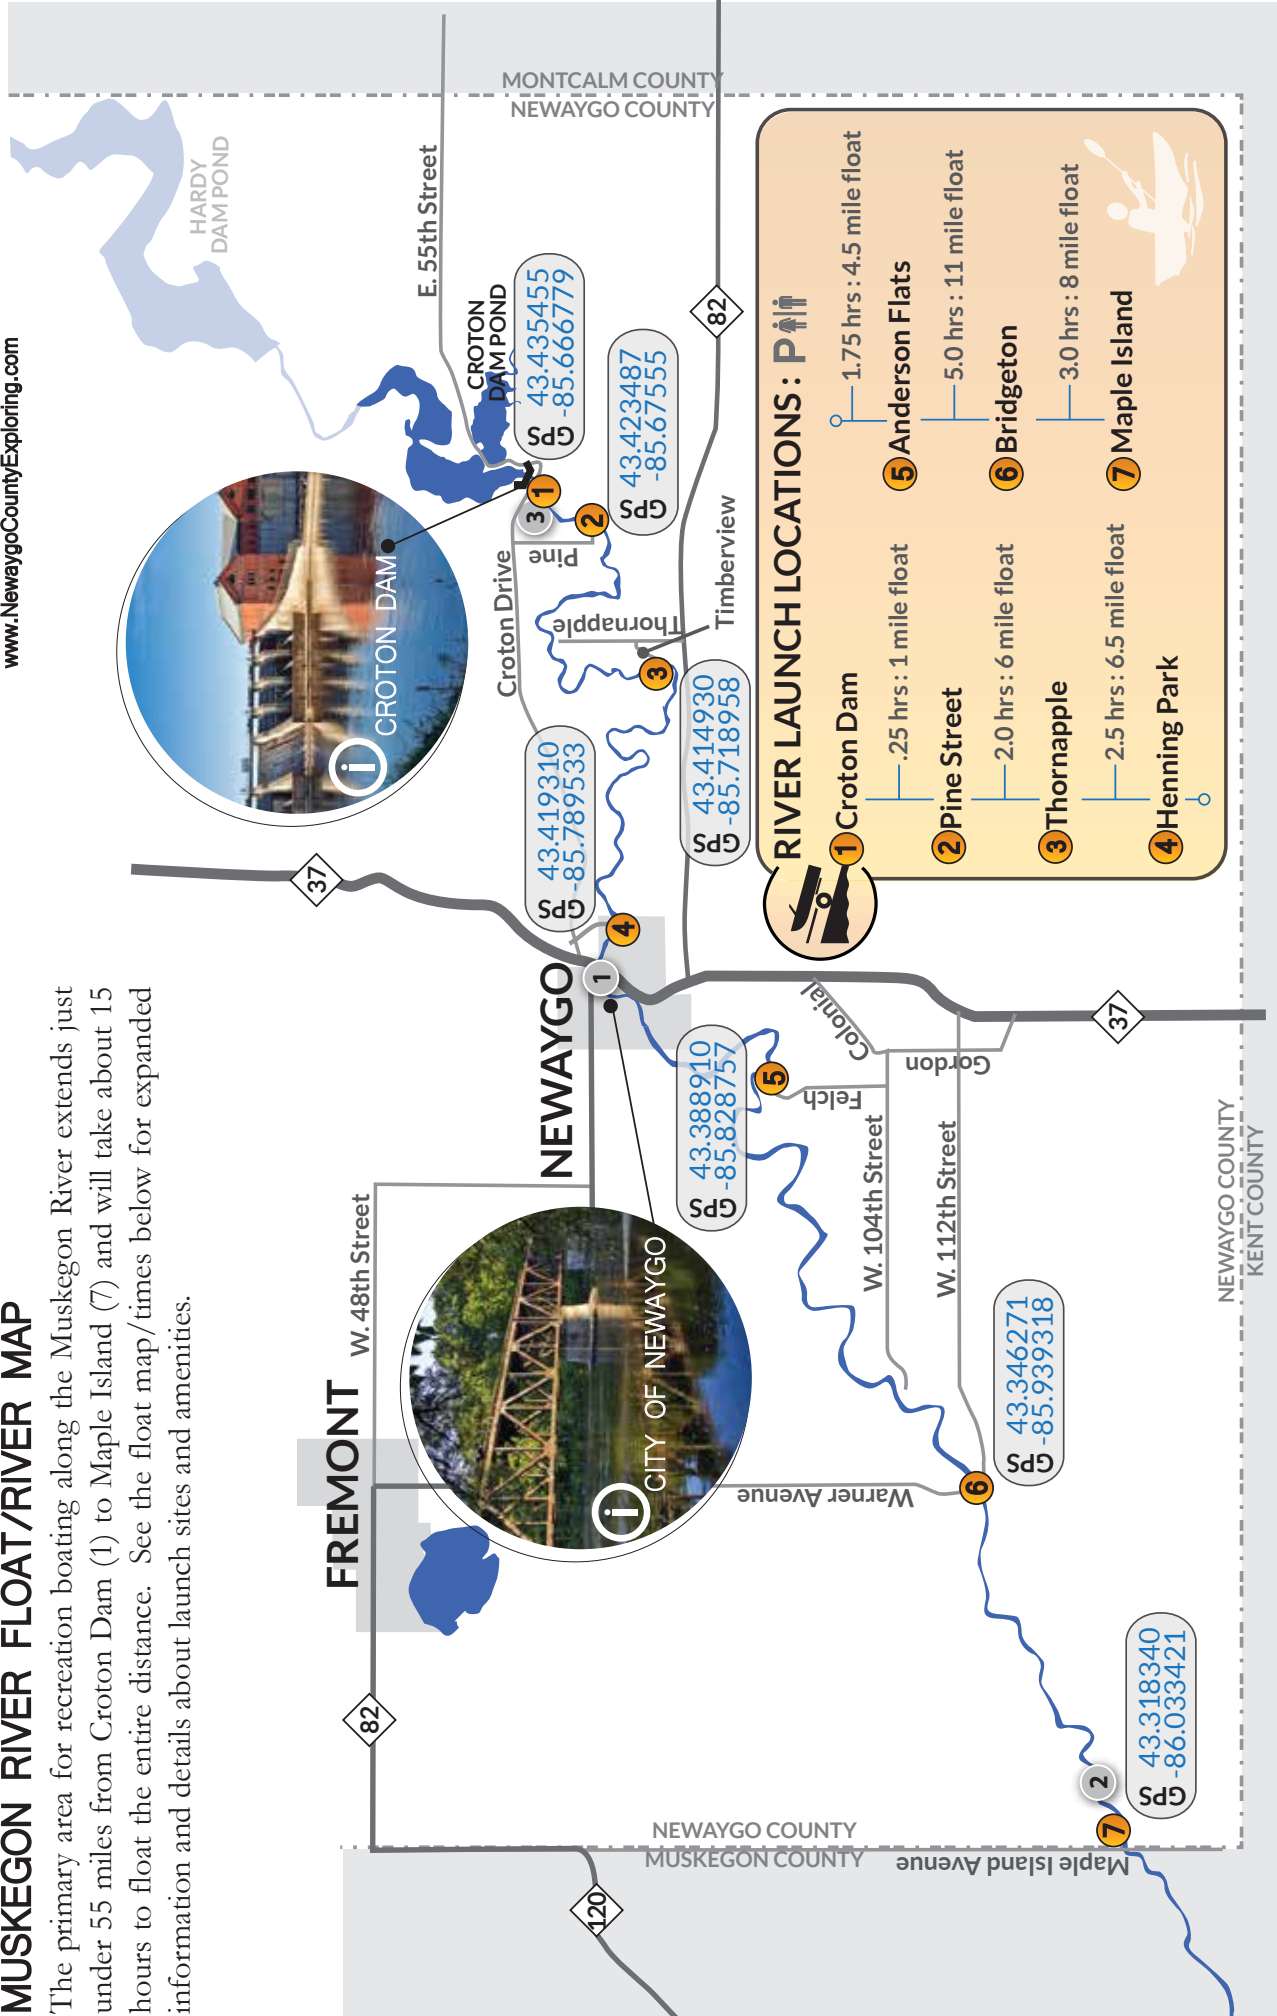 MUSKEGON RIVER FLOAT/RIVER MAP
www.NewaygoCountyExploring.com
The primary area for recreation boating along the Muskegon River extends just
under 55 miles from Croton Dam (1) to Maple Island (7) and will take about 15
hours to float the entire distance.  See the float map/times below for expanded
information and details about launch sites and amenities.
HARDY
DAM POND
MONTCALM COUNTY
NEWAYGO COUNTY
E. 55th Street
CROTON
DAM POND
CROTON DAM
i
37
FREMONT
W. 48th Street
NEWAYGO
Croton Drive
Pine
Thornapple
Timberview
82
82
120
CITY OF NEWAYGO
i
1
2
3
1
2
3
4
5
6
7
GPS
43.435455
-85.666779
GPS
43.423487
-85.67555
GPS
43.414930
-85.718958
GPS
43.419310
-85.789533
GPS
43.388910
-85.828757
GPS
43.346271
-85.939318
GPS
43.318340
-86.033421
Colonial
Gordon
Felch
W. 104th Street
W. 112th Street
Warner Avenue
37
Maple Island Avenue
NEWAYGO COUNTY
MUSKEGON COUNTY
NEWAYGO COUNTY
KENT COUNTY
RIVER LAUNCH LOCATIONS: P
1 Croton Dam
.25 hrs : 1 mile float
2 Pine Street
2.0 hrs : 6 mile float
3 Thornapple
2.5 hrs : 6.5 mile float
4 Henning Park
1.75 hrs : 4.5 mile float
5 Anderson Flats
5.0 hrs : 11 mile float
6 Bridgeton
3.0 hrs : 8 mile float
7 Maple Island